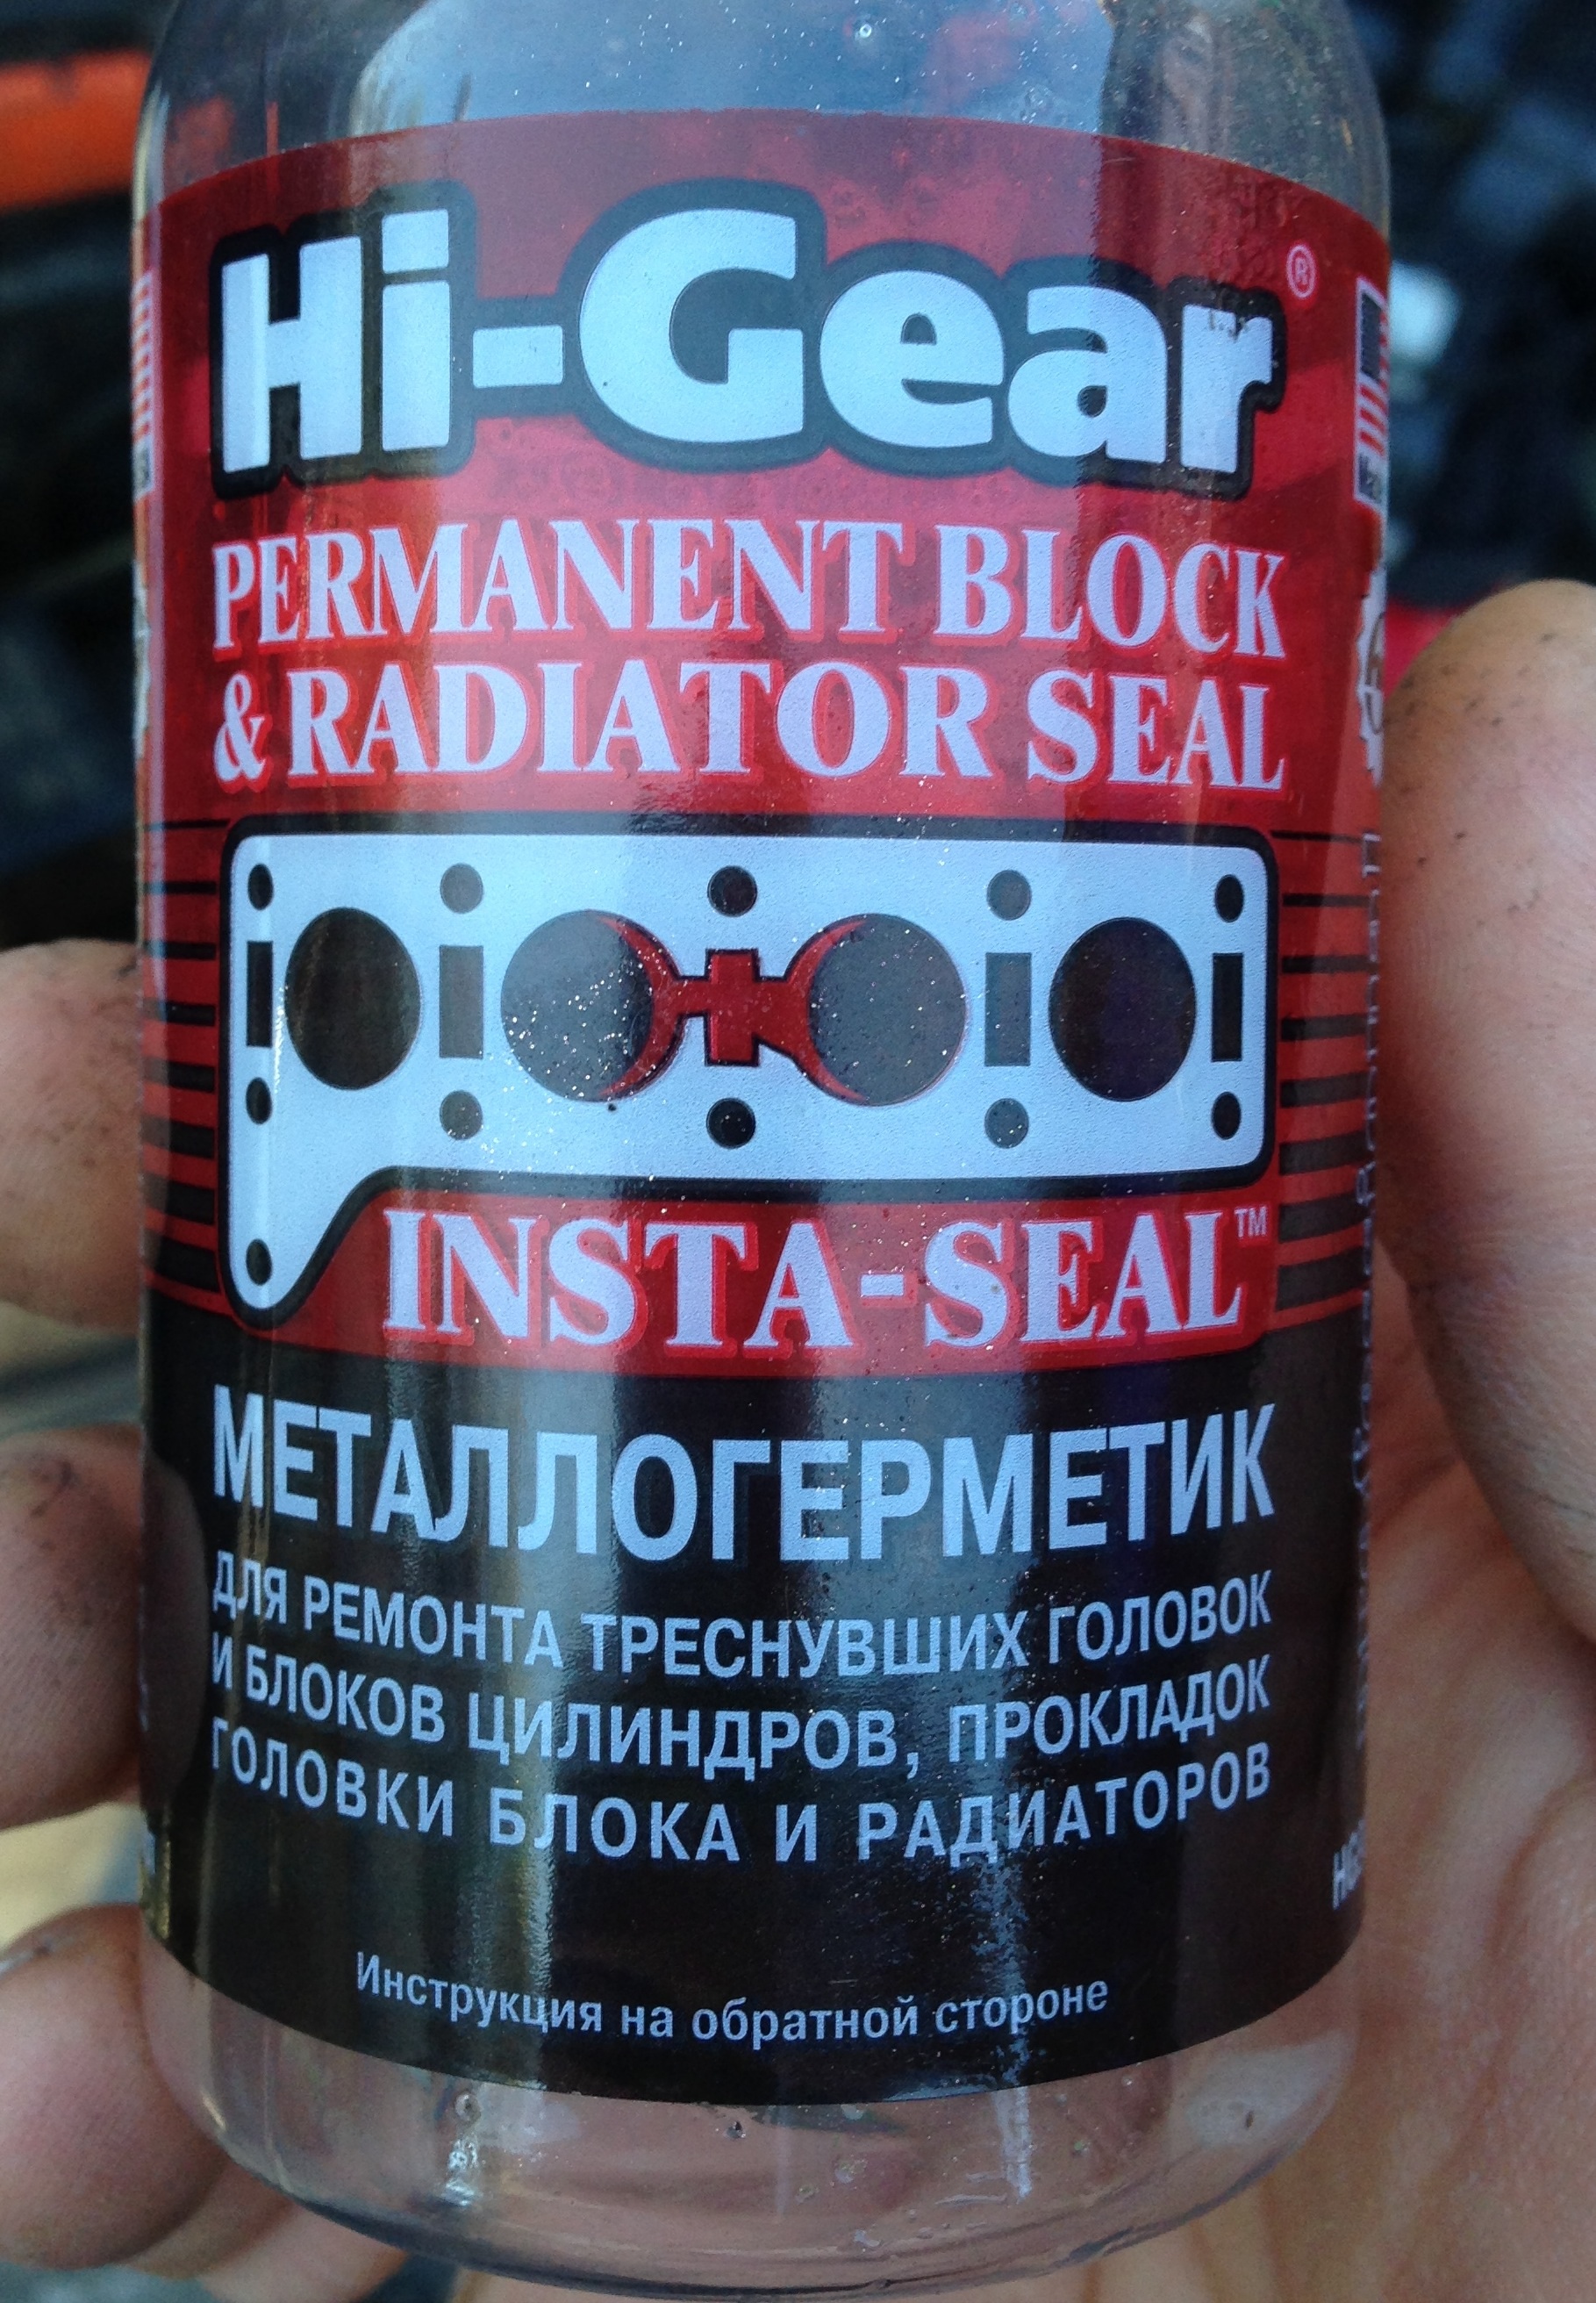 Hi-Gear®
PERMANENT BLOCK
& RADIATOR SEAL
INSTA-SEAL™
МЕТАЛЛОГЕРМЕТИК
ДЛЯ РЕМОНТА ТРЕСНУВШИХ ГОЛОВОК
И БЛОКОВ ЦИЛИНДРОВ, ПРОКЛАДОК
ГОЛОВКИ БЛОКА И РАДИАТОРОВ
Инструкция на обратной стороне